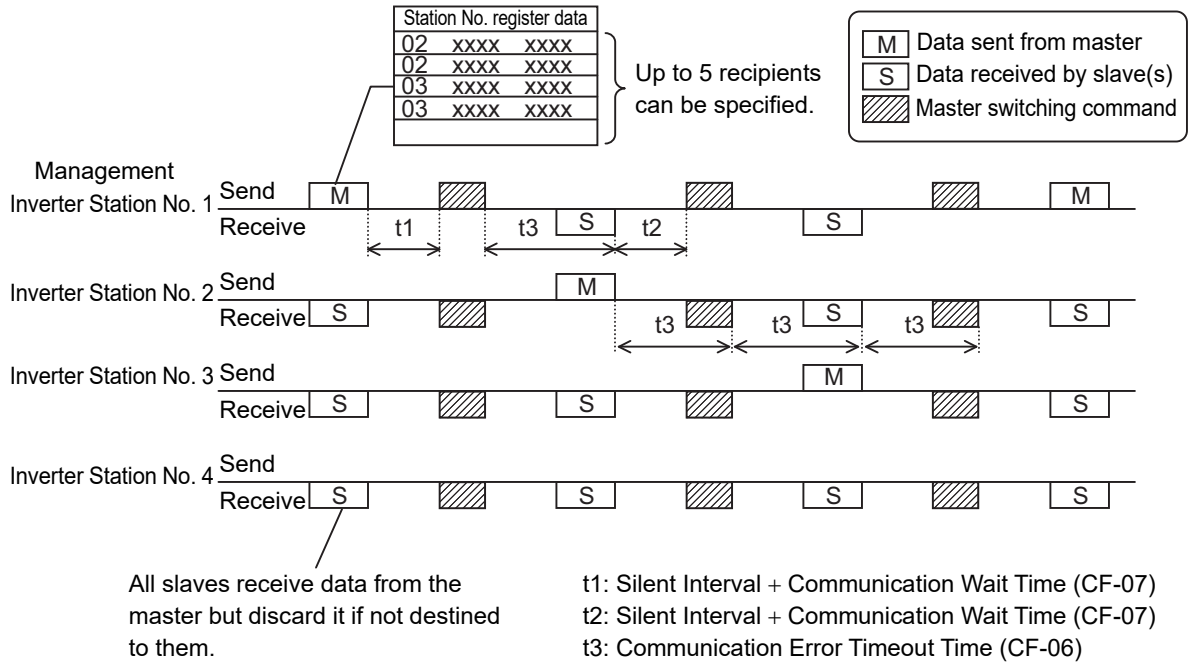 Station No. register data
02 xxxx xxxx
02 xxxx xxxx
03 xxxx xxxx
03 xxxx xxxx
Up to 5 recipients
can be specified.
M Data sent from master
S Data received by slave(s)
Master switching command
Management
Inverter Station No. 1
Send
M
M
Receive
t1
t3
S
t2
S
Inverter Station No. 2
Send
M
Receive
S
t3
t3
S
t3
S
Inverter Station No. 3
Send
M
Receive
S
S
S
Inverter Station No. 4
Send
Receive
S
S
S
S
All slaves receive data from the
master but discard it if not destined
to them.
t1: Silent Interval + Communication Wait Time (CF-07)
t2: Silent Interval + Communication Wait Time (CF-07)
t3: Communication Error Timeout Time (CF-06)